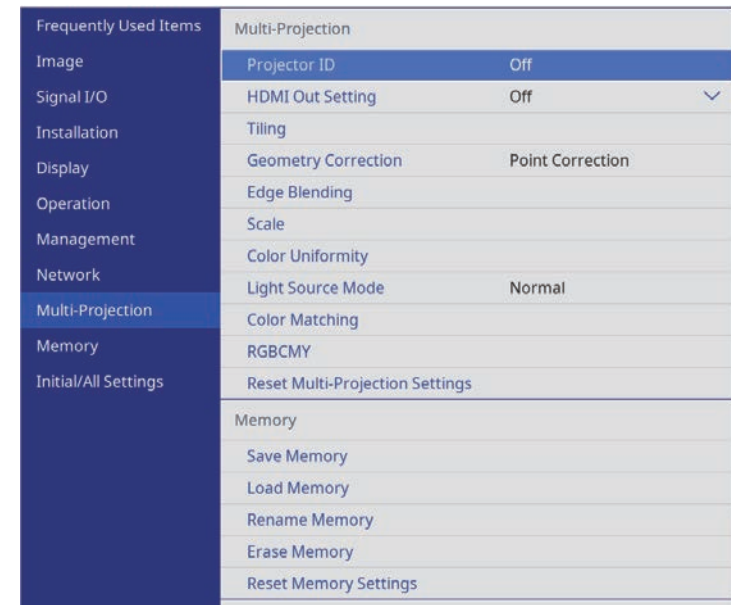 Frequently Used Items
Image
Signal I/O
Installation
Display
Operation
Management
Network
Multi-Projection
Memory
Initial/All Settings
Multi-Projection
Projector ID Off
HDMI Out Setting Off
Tiling
Geometry Correction Point Correction
Edge Blending
Scale
Color Uniformity
Light Source Mode Normal
Color Matching
RGBCMY
Reset Multi-Projection Settings
Memory
Save Memory
Load Memory
Rename Memory
Erase Memory
Reset Memory Settings